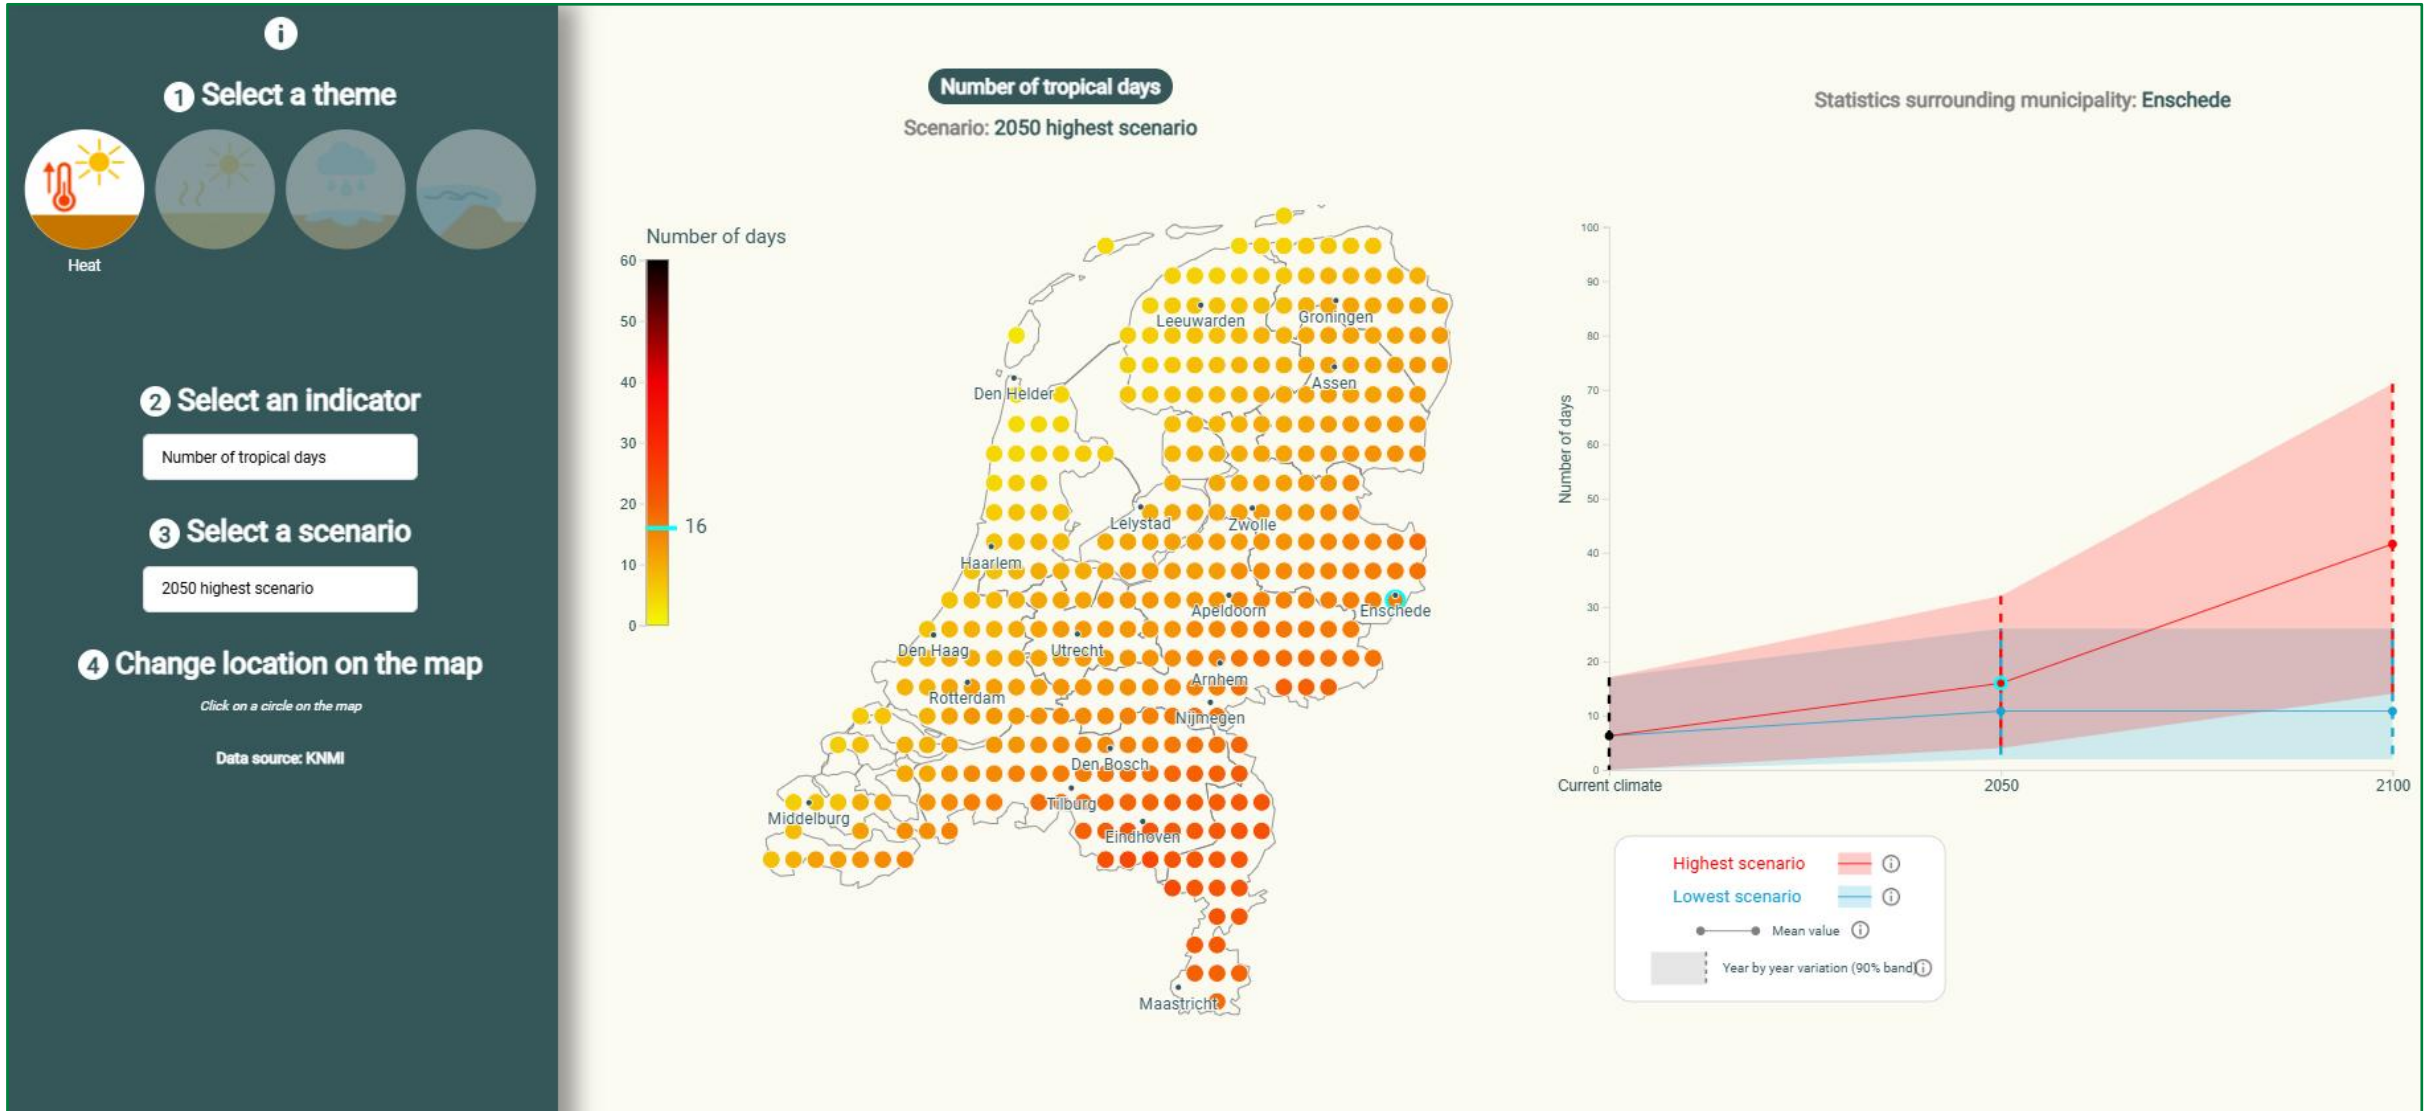 i
1 Select a theme
Heat
2 Select an indicator
Number of tropical days
3 Select a scenario
2050 highest scenario
4 Change location on the map
Click on a circle on the map
Data source: KNMI
Number of tropical days
Scenario: 2050 highest scenario
Number of days
60
50
40
30
20
16
10
0
Leeuwarden
Groningen
Den Helder
Assen
Lelystad
Zwolle
Haarlem
Apeldoorn
Enschede
Den Haag
Utrecht
Arnhem
Rotterdam
Nijmegen
Den Bosch
Tilburg
Middelburg
Eindhoven
Maastricht
Statistics surrounding municipality: Enschede
Number of days
100
90
80
70
60
50
40
30
20
10
0
Current climate
2050
2100
Highest scenario i
Lowest scenario i
Mean value i
Year by year variation (90% band) i